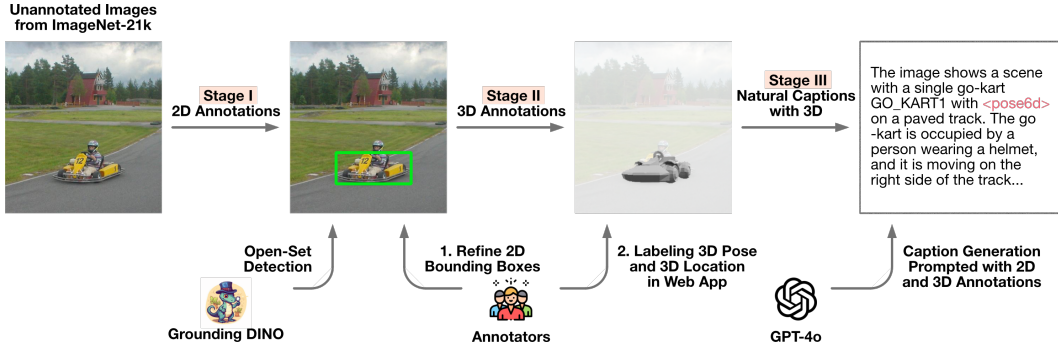 Unannotated Images
from ImageNet-21k
Stage I
2D Annotations
Stage II
3D Annotations
Stage III
Natural Captions
with 3D
The image shows a scene
with a single go-kart
GO_KART1 with <pose6d>
on a paved track. The go
-kart is occupied by a
person wearing a helmet,
and it is moving on the
right side of the track...
12
12
Open-Set
Detection
Grounding DINO
1. Refine 2D
Bounding Boxes
Annotators
2. Labeling 3D Pose
and 3D Location
in Web App
GPT-4o
Caption Generation
Prompted with 2D
and 3D Annotations